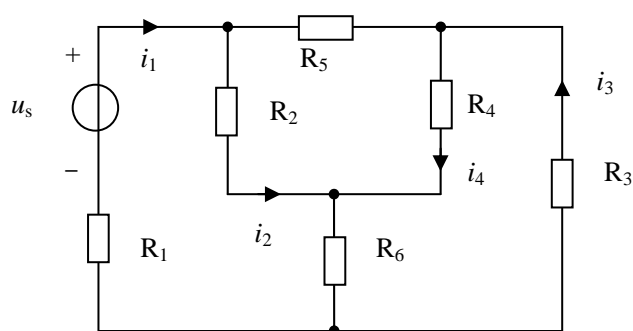 +
i₁
R₅
uₛ
R₂
R₄
i₃
−
i₄
R₃
R₁
i₂
R₆